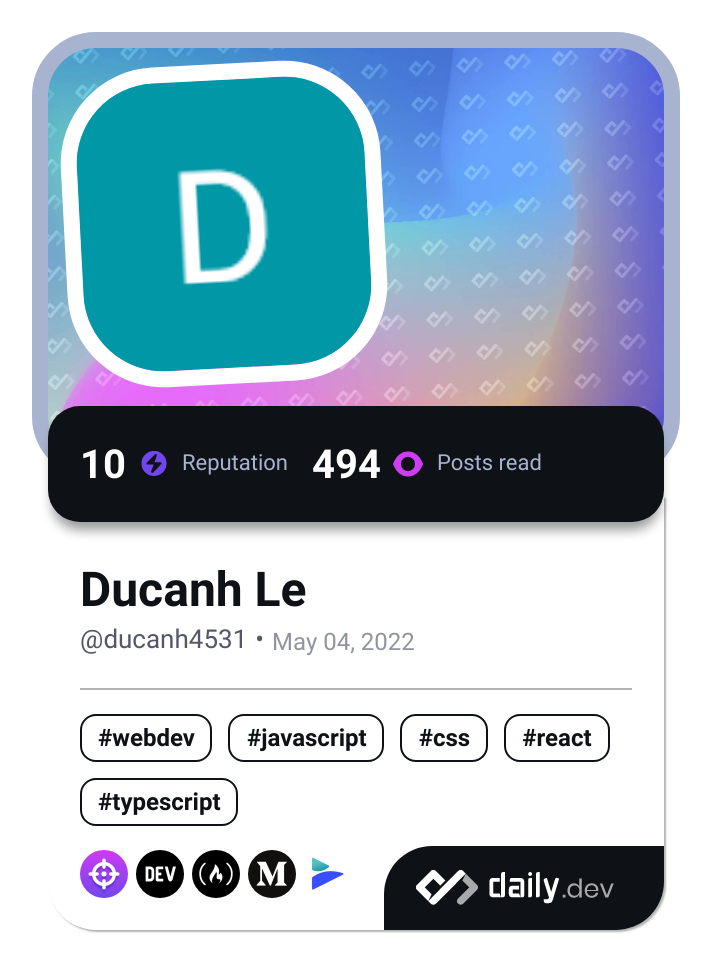 D
10 Reputation 494 Posts read
Ducanh Le
@ducanh4531 • May 04, 2022
#webdev #javascript #css #react
#typescript
DEV M
daily.dev